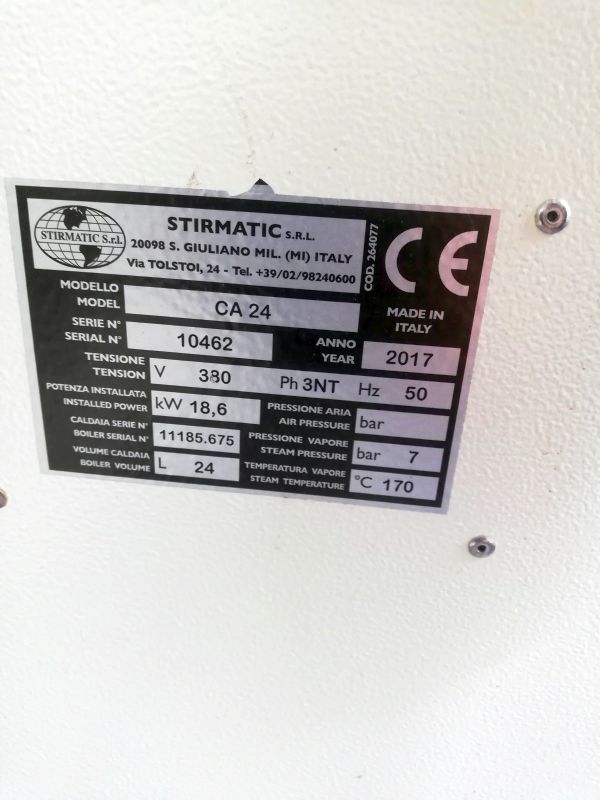 STIRMATIC S.r.l.
STIRMATIC S.R.L.
20098 S. GIULIANO MIL. (MI) ITALY
Via TOLSTOI, 24 - Tel. +39/02/98240600
COD. 264077
CE
MADE IN
ITALY
MODELLO
MODEL
CA 24
SERIE N°
SERIAL N°
10462
ANNO
YEAR
2017
TENSIONE
TENSION
V 380 Ph 3NT Hz 50
POTENZA INSTALLATA
INSTALLED POWER
kW 18,6
PRESSIONE ARIA
AIR PRESSURE
bar
CALDAIA SERIE N°
BOILER SERIAL N°
11185.675
PRESSIONE VAPORE
STEAM PRESSURE
bar 7
VOLUME CALDAIA
BOILER VOLUME
L 24
TEMPERATURA VAPORE
STEAM TEMPERATURE
°C 170